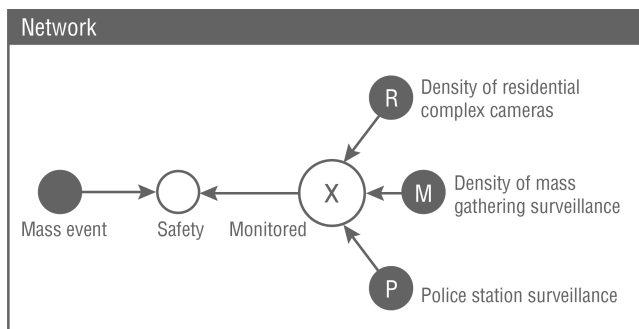 Network
R
Density of residential
complex cameras
X
M
Density of mass
gathering surveillance
Mass event
Safety
Monitored
P
Police station surveillance